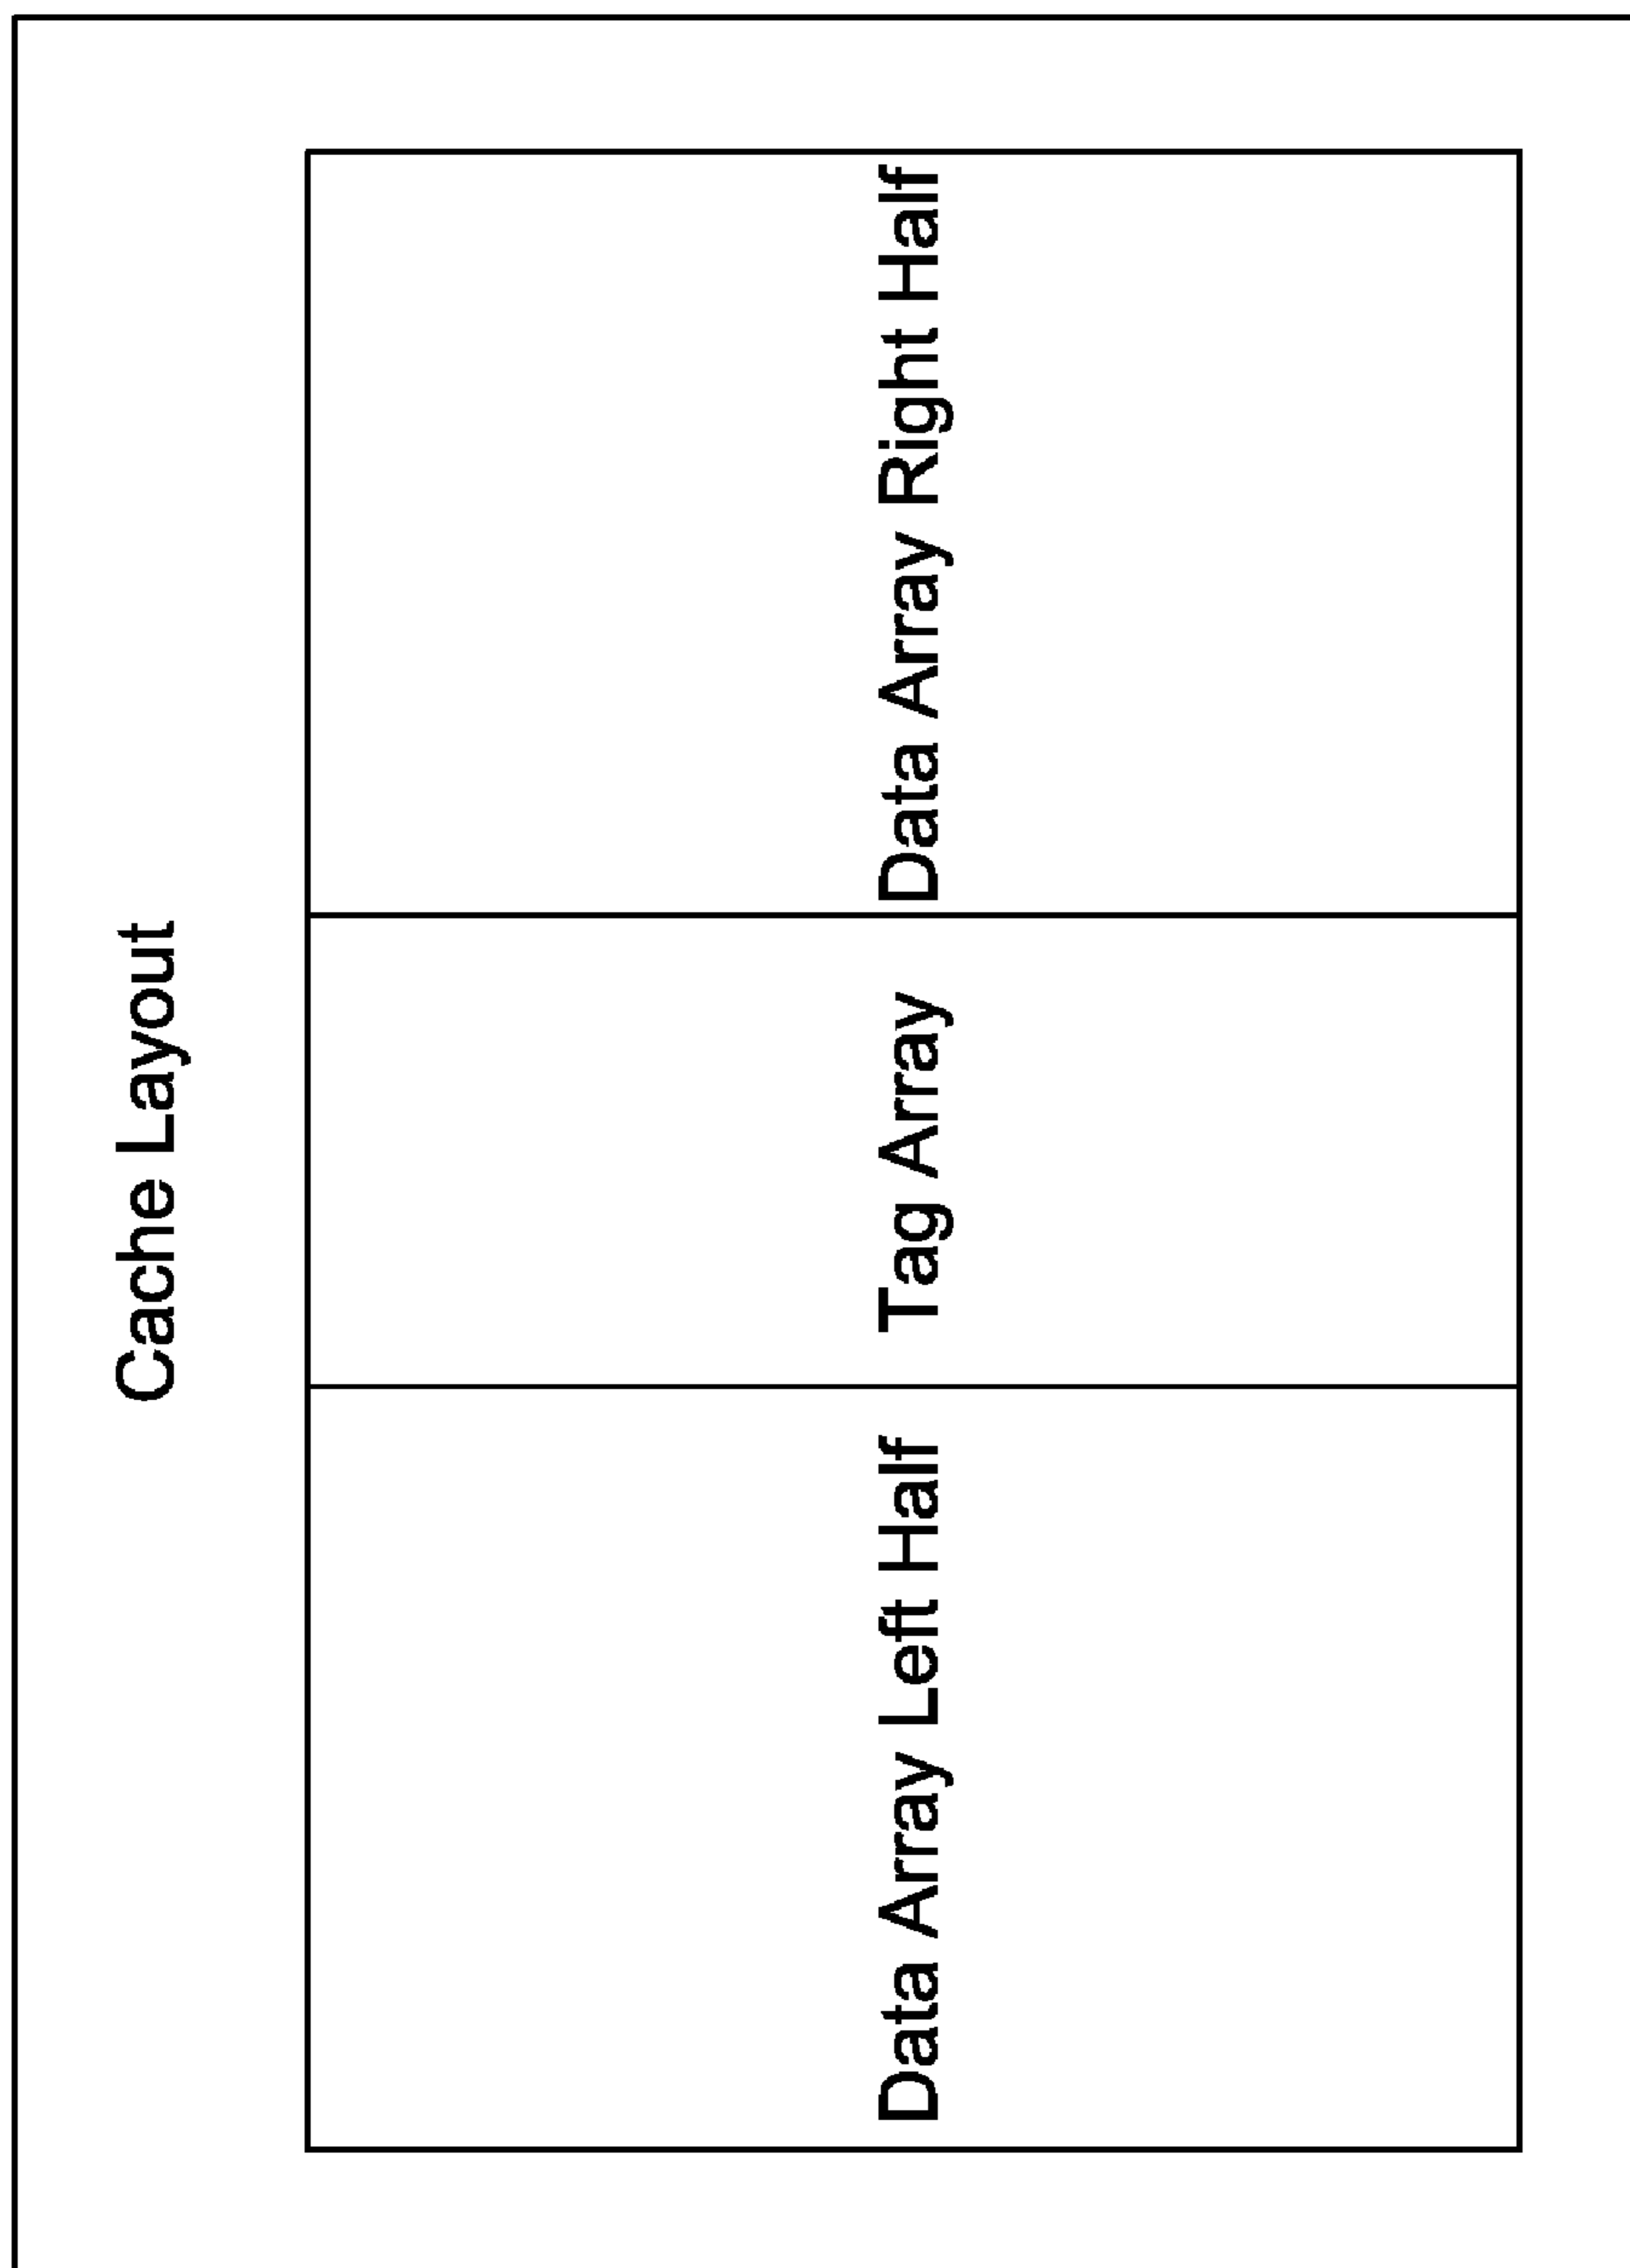 Cache Layout
Data Array Left Half
Tag Array
Data Array Right Half